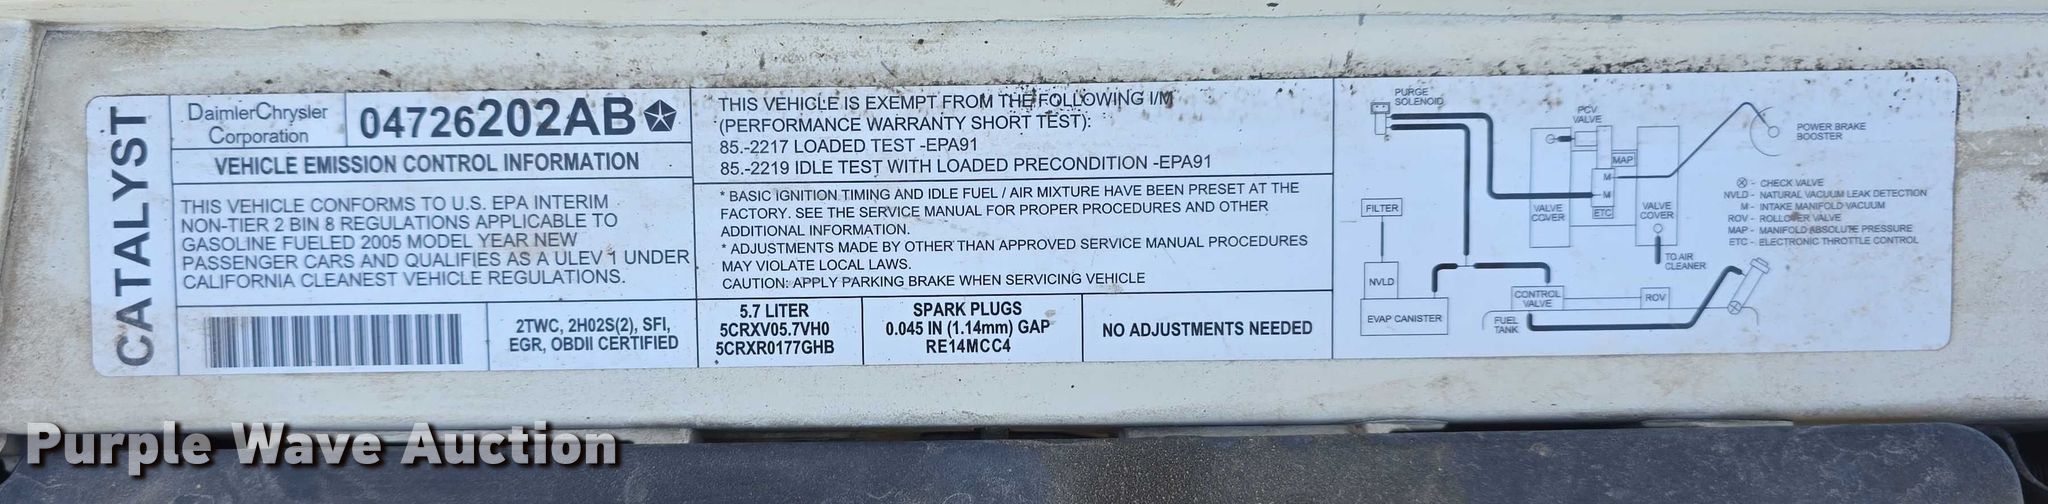 CATALYST
DaimlerChrysler
Corporation
04726202AB
VEHICLE EMISSION CONTROL INFORMATION
THIS VEHICLE CONFORMS TO U.S. EPA INTERIM
NON-TIER 2 BIN 8 REGULATIONS APPLICABLE TO
GASOLINE FUELED 2005 MODEL YEAR NEW
PASSENGER CARS AND QUALIFIES AS A ULEV 1 UNDER
CALIFORNIA CLEANEST VEHICLE REGULATIONS.
2TWC, 2H02S(2), SFI,
EGR, OBDII CERTIFIED
THIS VEHICLE IS EXEMPT FROM THE FOLLOWING I/M
(PERFORMANCE WARRANTY SHORT TEST):
85.-2217 LOADED TEST -EPA91
85.-2219 IDLE TEST WITH LOADED PRECONDITION -EPA91
* BASIC IGNITION TIMING AND IDLE FUEL / AIR MIXTURE HAVE BEEN PRESET AT THE
FACTORY. SEE THE SERVICE MANUAL FOR PROPER PROCEDURES AND OTHER
ADDITIONAL INFORMATION.
* ADJUSTMENTS MADE BY OTHER THAN APPROVED SERVICE MANUAL PROCEDURES
MAY VIOLATE LOCAL LAWS.
CAUTION: APPLY PARKING BRAKE WHEN SERVICING VEHICLE
5.7 LITER
5CRXV05.7VH0
5CRXR0177GHB
SPARK PLUGS
0.045 IN (1.14mm) GAP
RE14MCC4
NO ADJUSTMENTS NEEDED
PURGE
SOLENOID
PCV
VALVE
POWER BRAKE
BOOSTER
MAP
M
M
ETC
VALVE
COVER
VALVE
COVER
TO AIR
CLEANER
FILTER
NVLD
EVAP CANISTER
CONTROL
VALVE
ROV
FUEL
TANK
- CHECK VALVE
NVLD - NATURAL VACUUM LEAK DETECTION
M - INTAKE MANIFOLD VACUUM
ROV - ROLLOVER VALVE
MAP - MANIFOLD ABSOLUTE PRESSURE
ETC - ELECTRONIC THROTTLE CONTROL
Purple Wave Auction